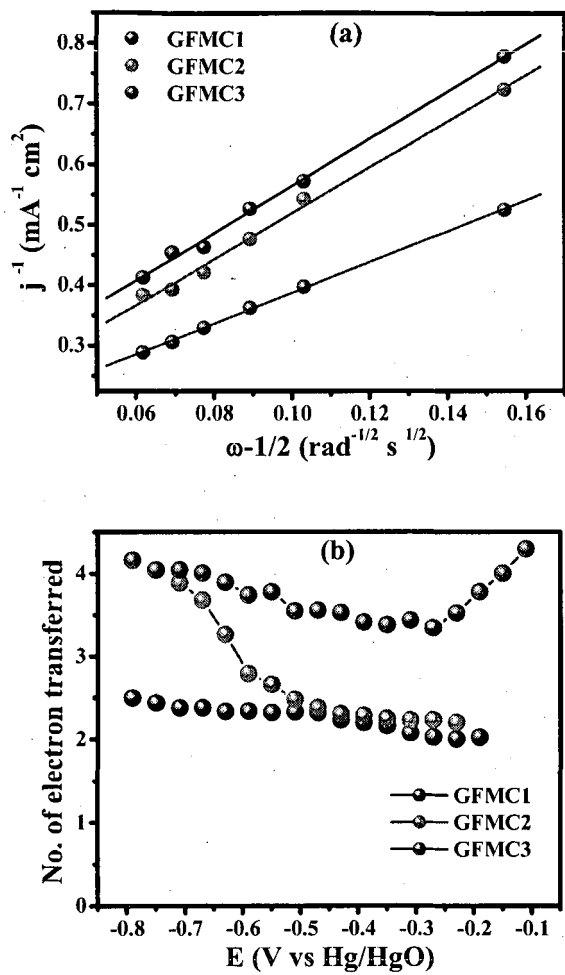 (a)
GFMC1
GFMC2
GFMC3
0.8
0.7
0.6
0.5
0.4
0.3
j⁻¹ (mA⁻¹ cm²)
0.06 0.08 0.10 0.12 0.14 0.16
ω-1/2 (rad⁻¹/² s ¹/²)
(b)
4
3
2
1
0
No. of electron transferred
GFMC1
GFMC2
GFMC3
-0.8 -0.7 -0.6 -0.5 -0.4 -0.3 -0.2 -0.1
E (V vs Hg/HgO)